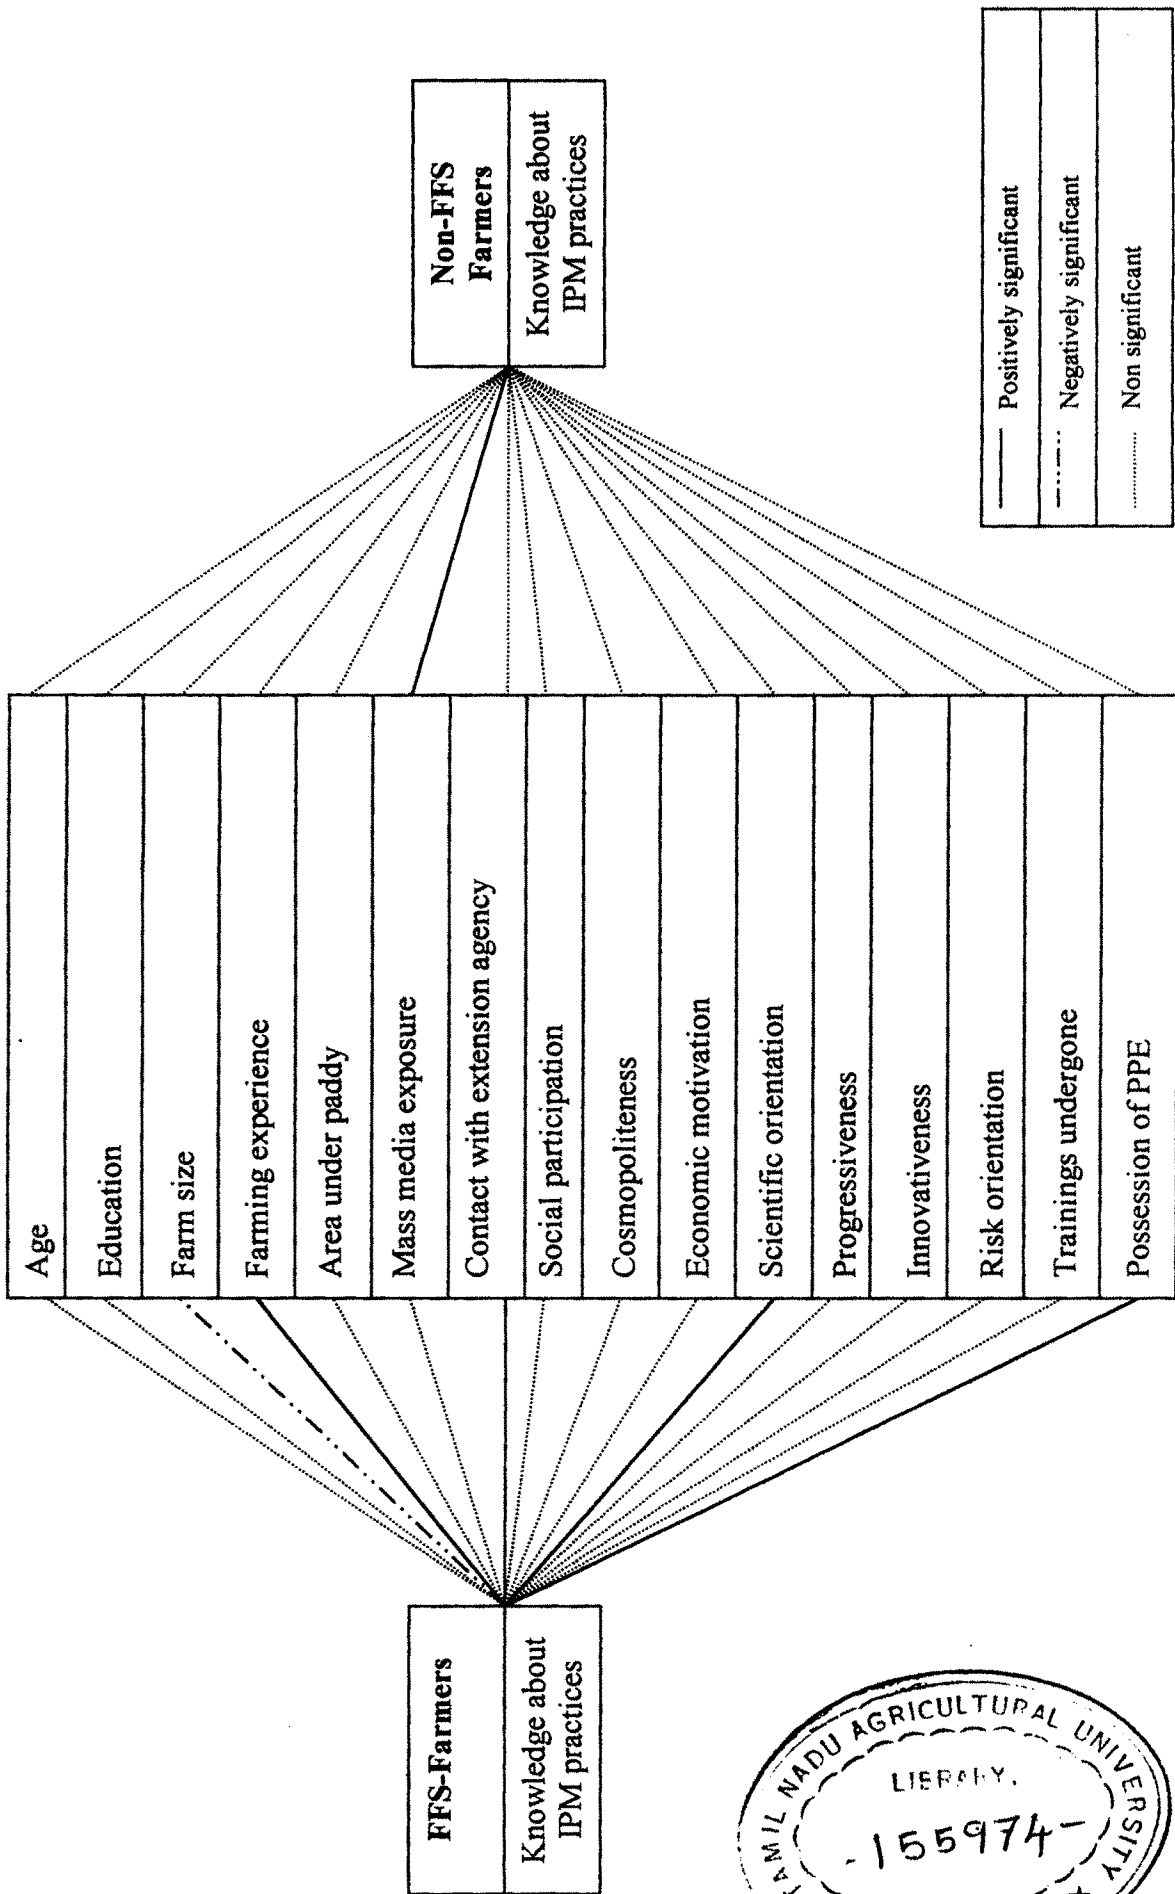 FFS-Farmers
Knowledge about
IPM practices
Age
Education
Farm size
Farming experience
Area under paddy
Mass media exposure
Contact with extension agency
Social participation
Cosmopoliteness
Economic motivation
Scientific orientation
Progressiveness
Innovativeness
Risk orientation
Trainings undergone
Possession of PPE
Non-FFS
Farmers
Knowledge about
IPM practices
Positively significant
Negatively significant
Non significant
TAMIL NADU AGRICULTURAL UNIVERSITY
LIBRARY.
-155974-